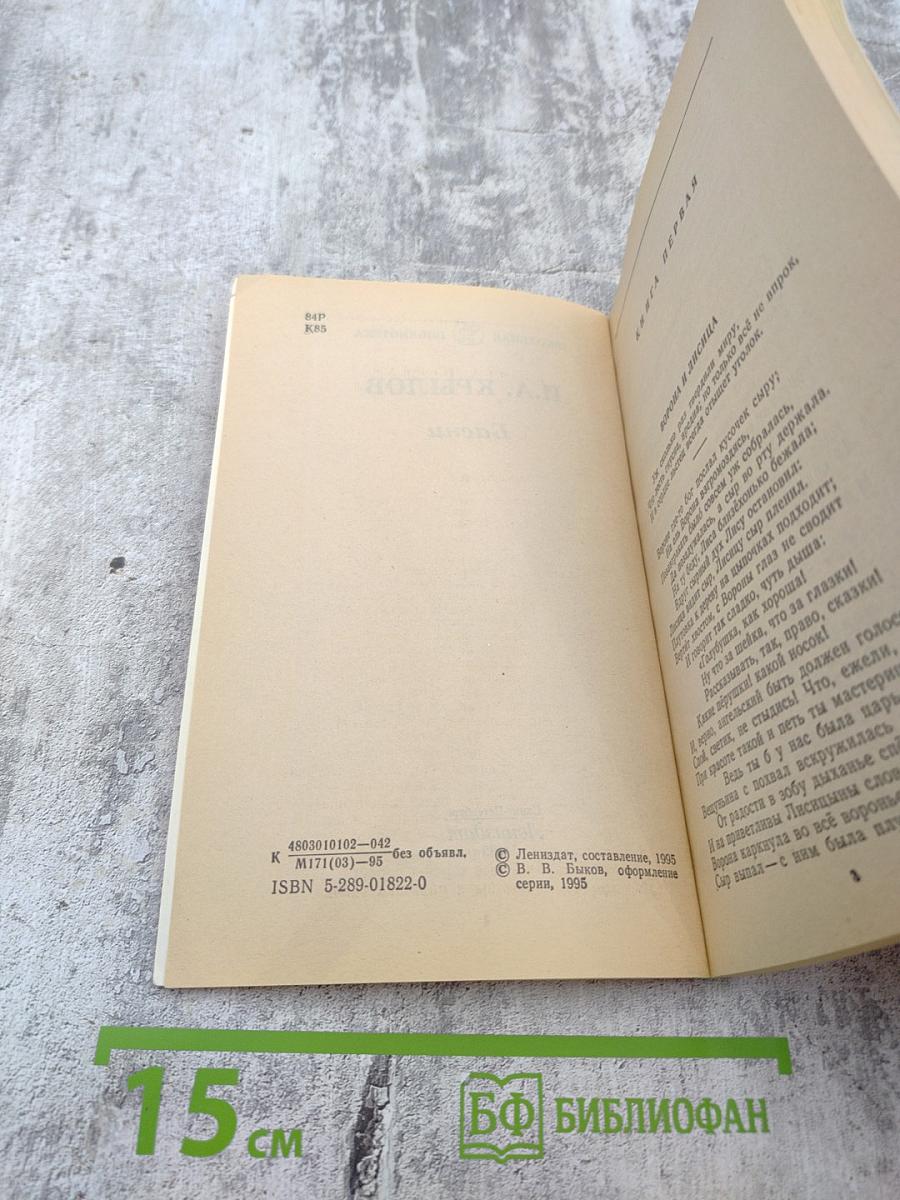 84Р
К85
К 4803010102—042
М171(03)—95 без объявл.
ISBN 5-289-01822-0
© Лениздат, составление, 1995
© В. В. Быков, оформление
серии, 1995
КНИГА ПЕРВАЯ
ВОРОНА И ЛИСИЦА
Уж сколько раз твердили миру,
Что лесть гнусна, вредна; но только всё не впрок,
И в сердце льстец всегда отыщет уголок.
Вороне где-то бог послал кусочек сыру;
На ель Ворона взгромоздясь,
Позавтракать было совсем уж собралась,
Да позадумалась, а сыр во рту держала.
На ту беду, Лиса близёхонько бежала;
Вдруг сырный дух Лису остановил:
Лисица видит сыр, Лисицу сыр пленил.
Плутовка к дереву на цыпочках подходит;
Вертит хвостом, с Вороны глаз не сводит
И говорит так сладко, чуть дыша:
«Голубушка, как хороша!
Ну что за шейка, что за глазки!
Рассказывать, так, право, сказки!
Какие пёрушки! какой носок!
И, верно, ангельский быть должен голосо
Спой, светик, не стыдись! Что, ежели,
При красоте такой и петь ты мастериц
Ведь ты б у нас была царь
Вещуньина с похвал вскружилась
От радости в зобу дыханье спё
И на приветливы Лисицыны слов
Ворона каркнула во всё воронье
Сыр выпал — с ним была плу
3
15 см
БФ БИБЛИОФАН